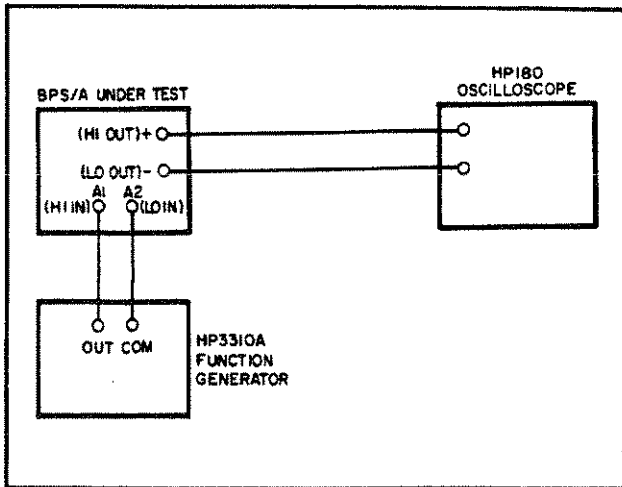 HP180
OSCILLOSCOPE
BPS/A UNDER TEST
(HI OUT)+
(LO OUT)-
A1 A2
(HI IN) (LO IN)
OUT COM
HP3310A
FUNCTION
GENERATOR